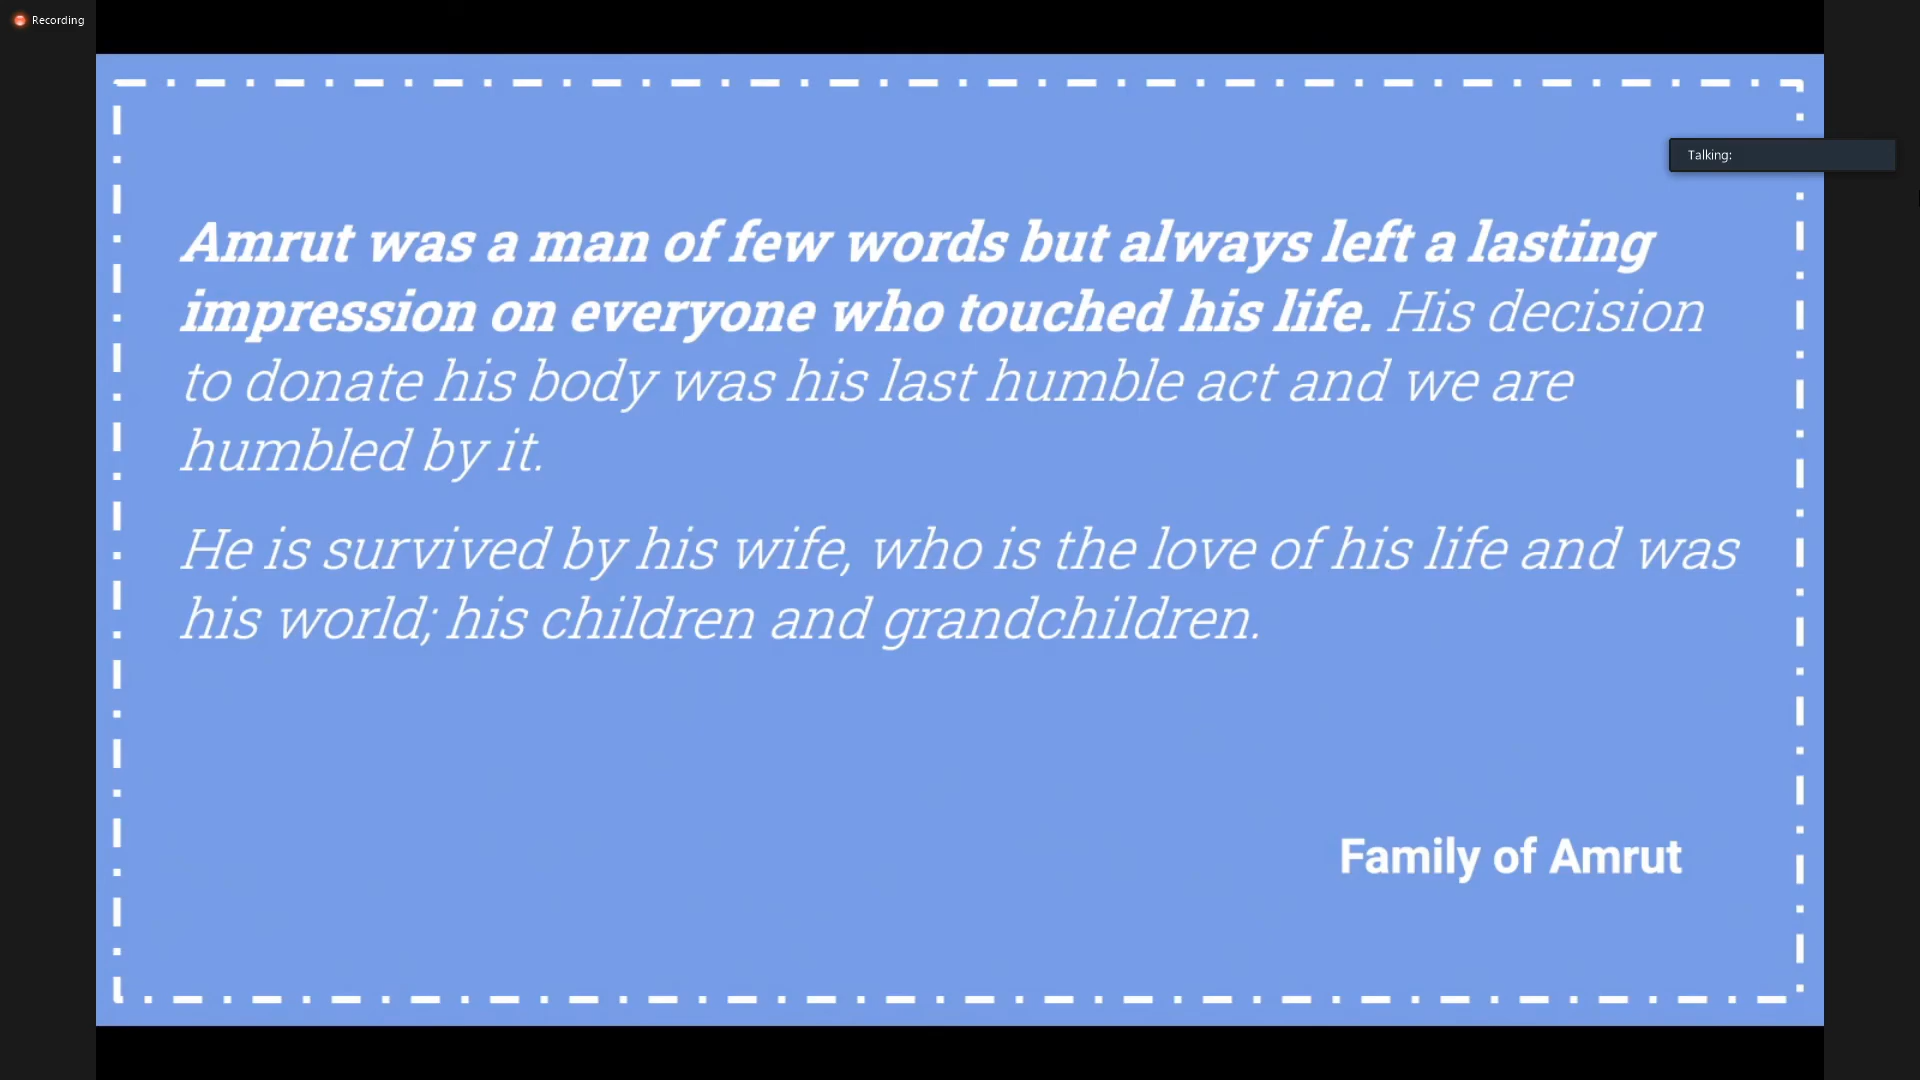 Recording
Talking:
Amrut was a man of few words but always left a lasting
impression on everyone who touched his life. His decision
to donate his body was his last humble act and we are
humbled by it.
He is survived by his wife, who is the love of his life and was
his world; his children and grandchildren.
Family of Amrut